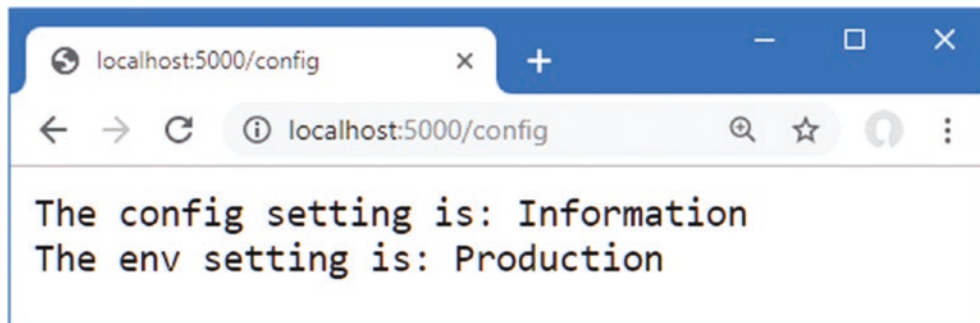 localhost:5000/config
localhost:5000/config
The config setting is: Information
The env setting is: Production